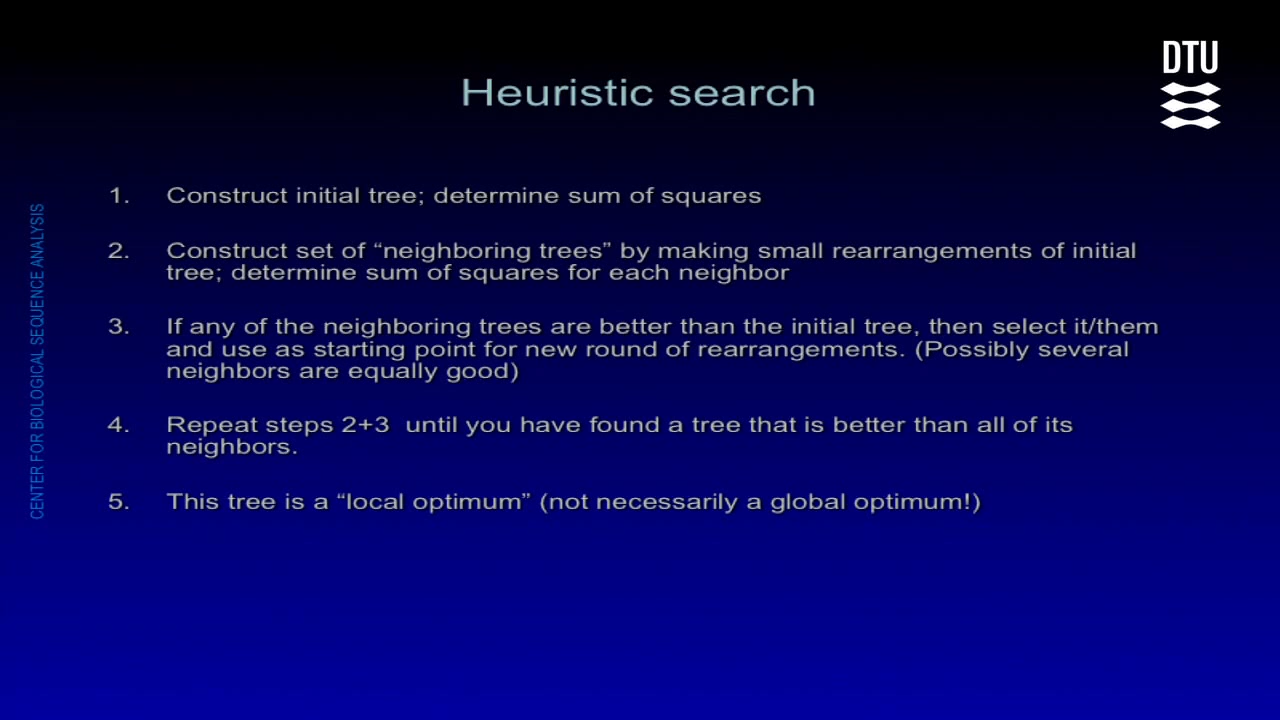 DTU
Heuristic search
1. Construct initial tree; determine sum of squares
2. Construct set of “neighboring trees” by making small rearrangements of initial
tree; determine sum of squares for each neighbor
3. If any of the neighboring trees are better than the initial tree, then select it/them
and use as starting point for new round of rearrangements. (Possibly several
neighbors are equally good)
4. Repeat steps 2+3  until you have found a tree that is better than all of its
neighbors.
5. This tree is a “local optimum” (not necessarily a global optimum!)
CENTER FOR BIOLOGICAL SEQUENCE ANALYSIS